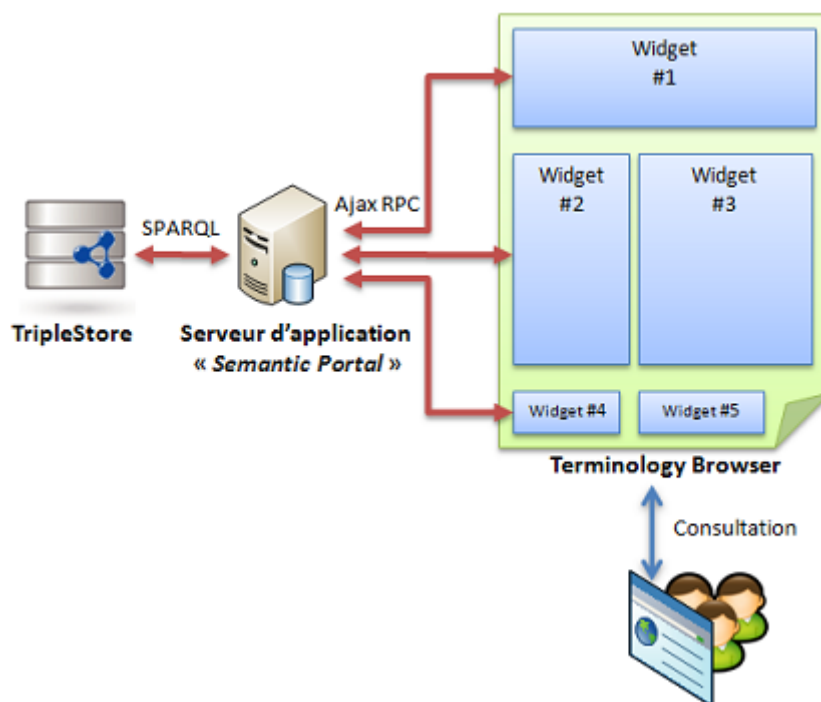 Widget
#1
Ajax RPC
Widget
#2
Widget
#3
SPARQL
TripleStore
Serveur d'application
« Semantic Portal »
Widget #4
Widget #5
Terminology Browser
Consultation